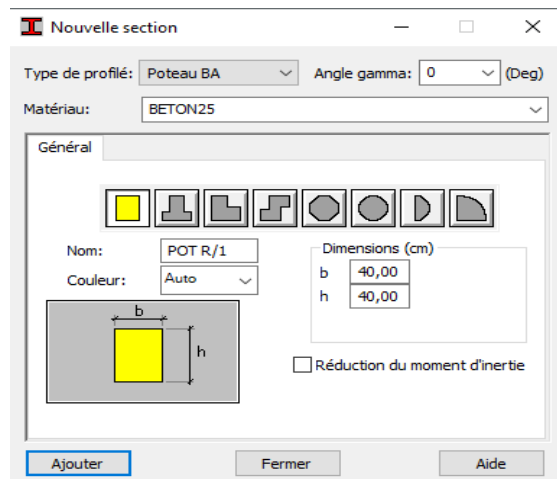 Nouvelle section
Type de profilé: Poteau BA Angle gamma: 0 (Deg)
Matériau: BETON25
Général
Nom: POT R/1
Couleur: Auto
Dimensions (cm)
b 40,00
h 40,00
b
h
Réduction du moment d'inertie
Ajouter Fermer Aide